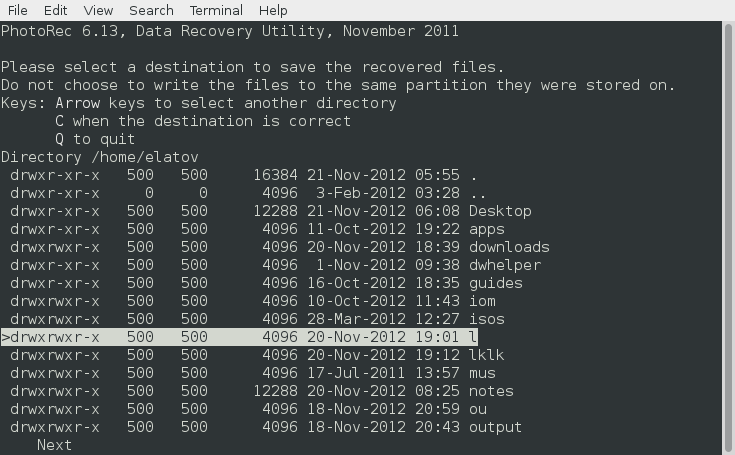 File Edit View Search Terminal Help
PhotoRec 6.13, Data Recovery Utility, November 2011
Please select a destination to save the recovered files.
Do not choose to write the files to the same partition they were stored on.
Keys: Arrow keys to select another directory
C when the destination is correct
Q to quit
Directory /home/elatov
drwxr-xr-x 500 500 16384 21-Nov-2012 05:55 .
drwxr-xr-x 0 0 4096 3-Feb-2012 03:28 ..
drwxr-xr-x 500 500 12288 21-Nov-2012 06:08 Desktop
drwxr-xr-x 500 500 4096 11-Oct-2012 19:22 apps
drwxrwxr-x 500 500 4096 20-Nov-2012 18:39 downloads
drwxr-xr-x 500 500 4096 1-Nov-2012 09:38 dwhelper
drwxr-xr-x 500 500 4096 16-Oct-2012 18:35 guides
drwxrwxr-x 500 500 4096 10-Oct-2012 11:43 iom
drwxrwxr-x 500 500 4096 28-Mar-2012 12:27 isos
>drwxrwxr-x 500 500 4096 20-Nov-2012 19:01 l
drwxrwxr-x 500 500 4096 20-Nov-2012 19:12 lklk
drwxrwxr-x 500 500 4096 17-Jul-2011 13:57 mus
drwxrwxr-x 500 500 12288 20-Nov-2012 08:25 notes
drwxrwxr-x 500 500 4096 18-Nov-2012 20:59 ou
drwxrwxr-x 500 500 4096 18-Nov-2012 20:43 output
Next